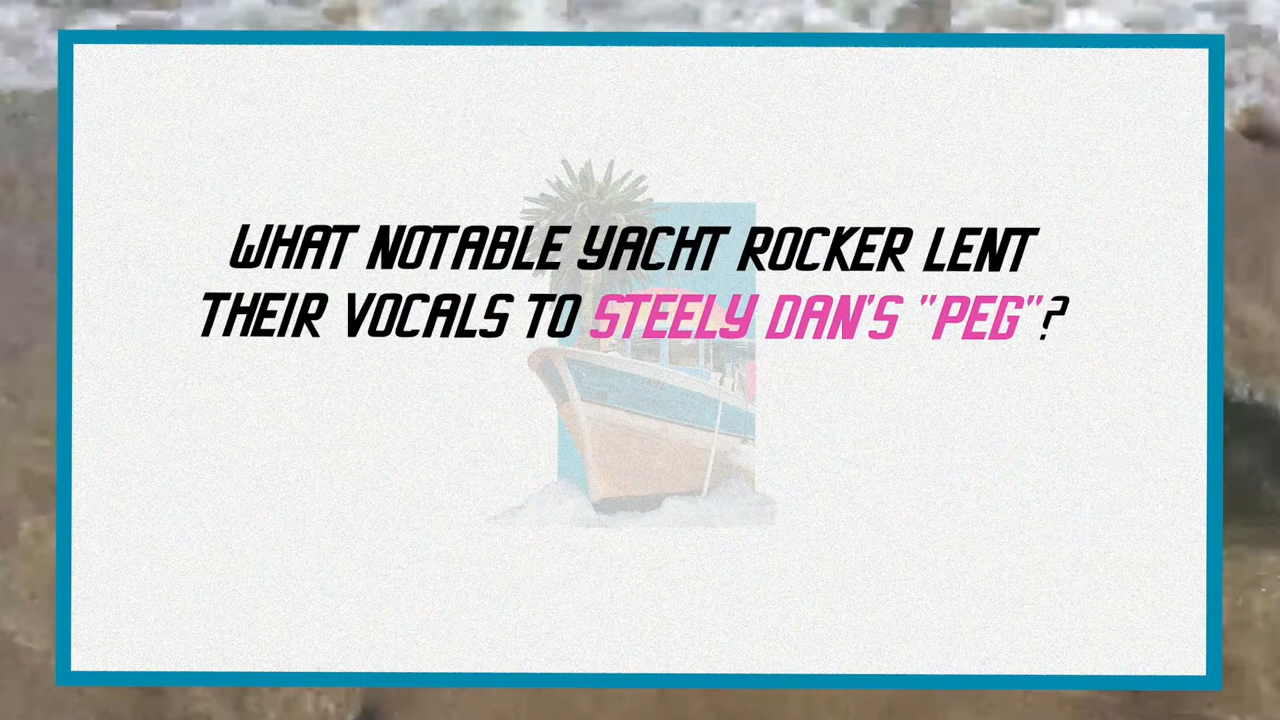 WHAT NOTABLE YACHT ROCKER LENT
THEIR VOCALS TO STEELY DAN'S "PEG"?